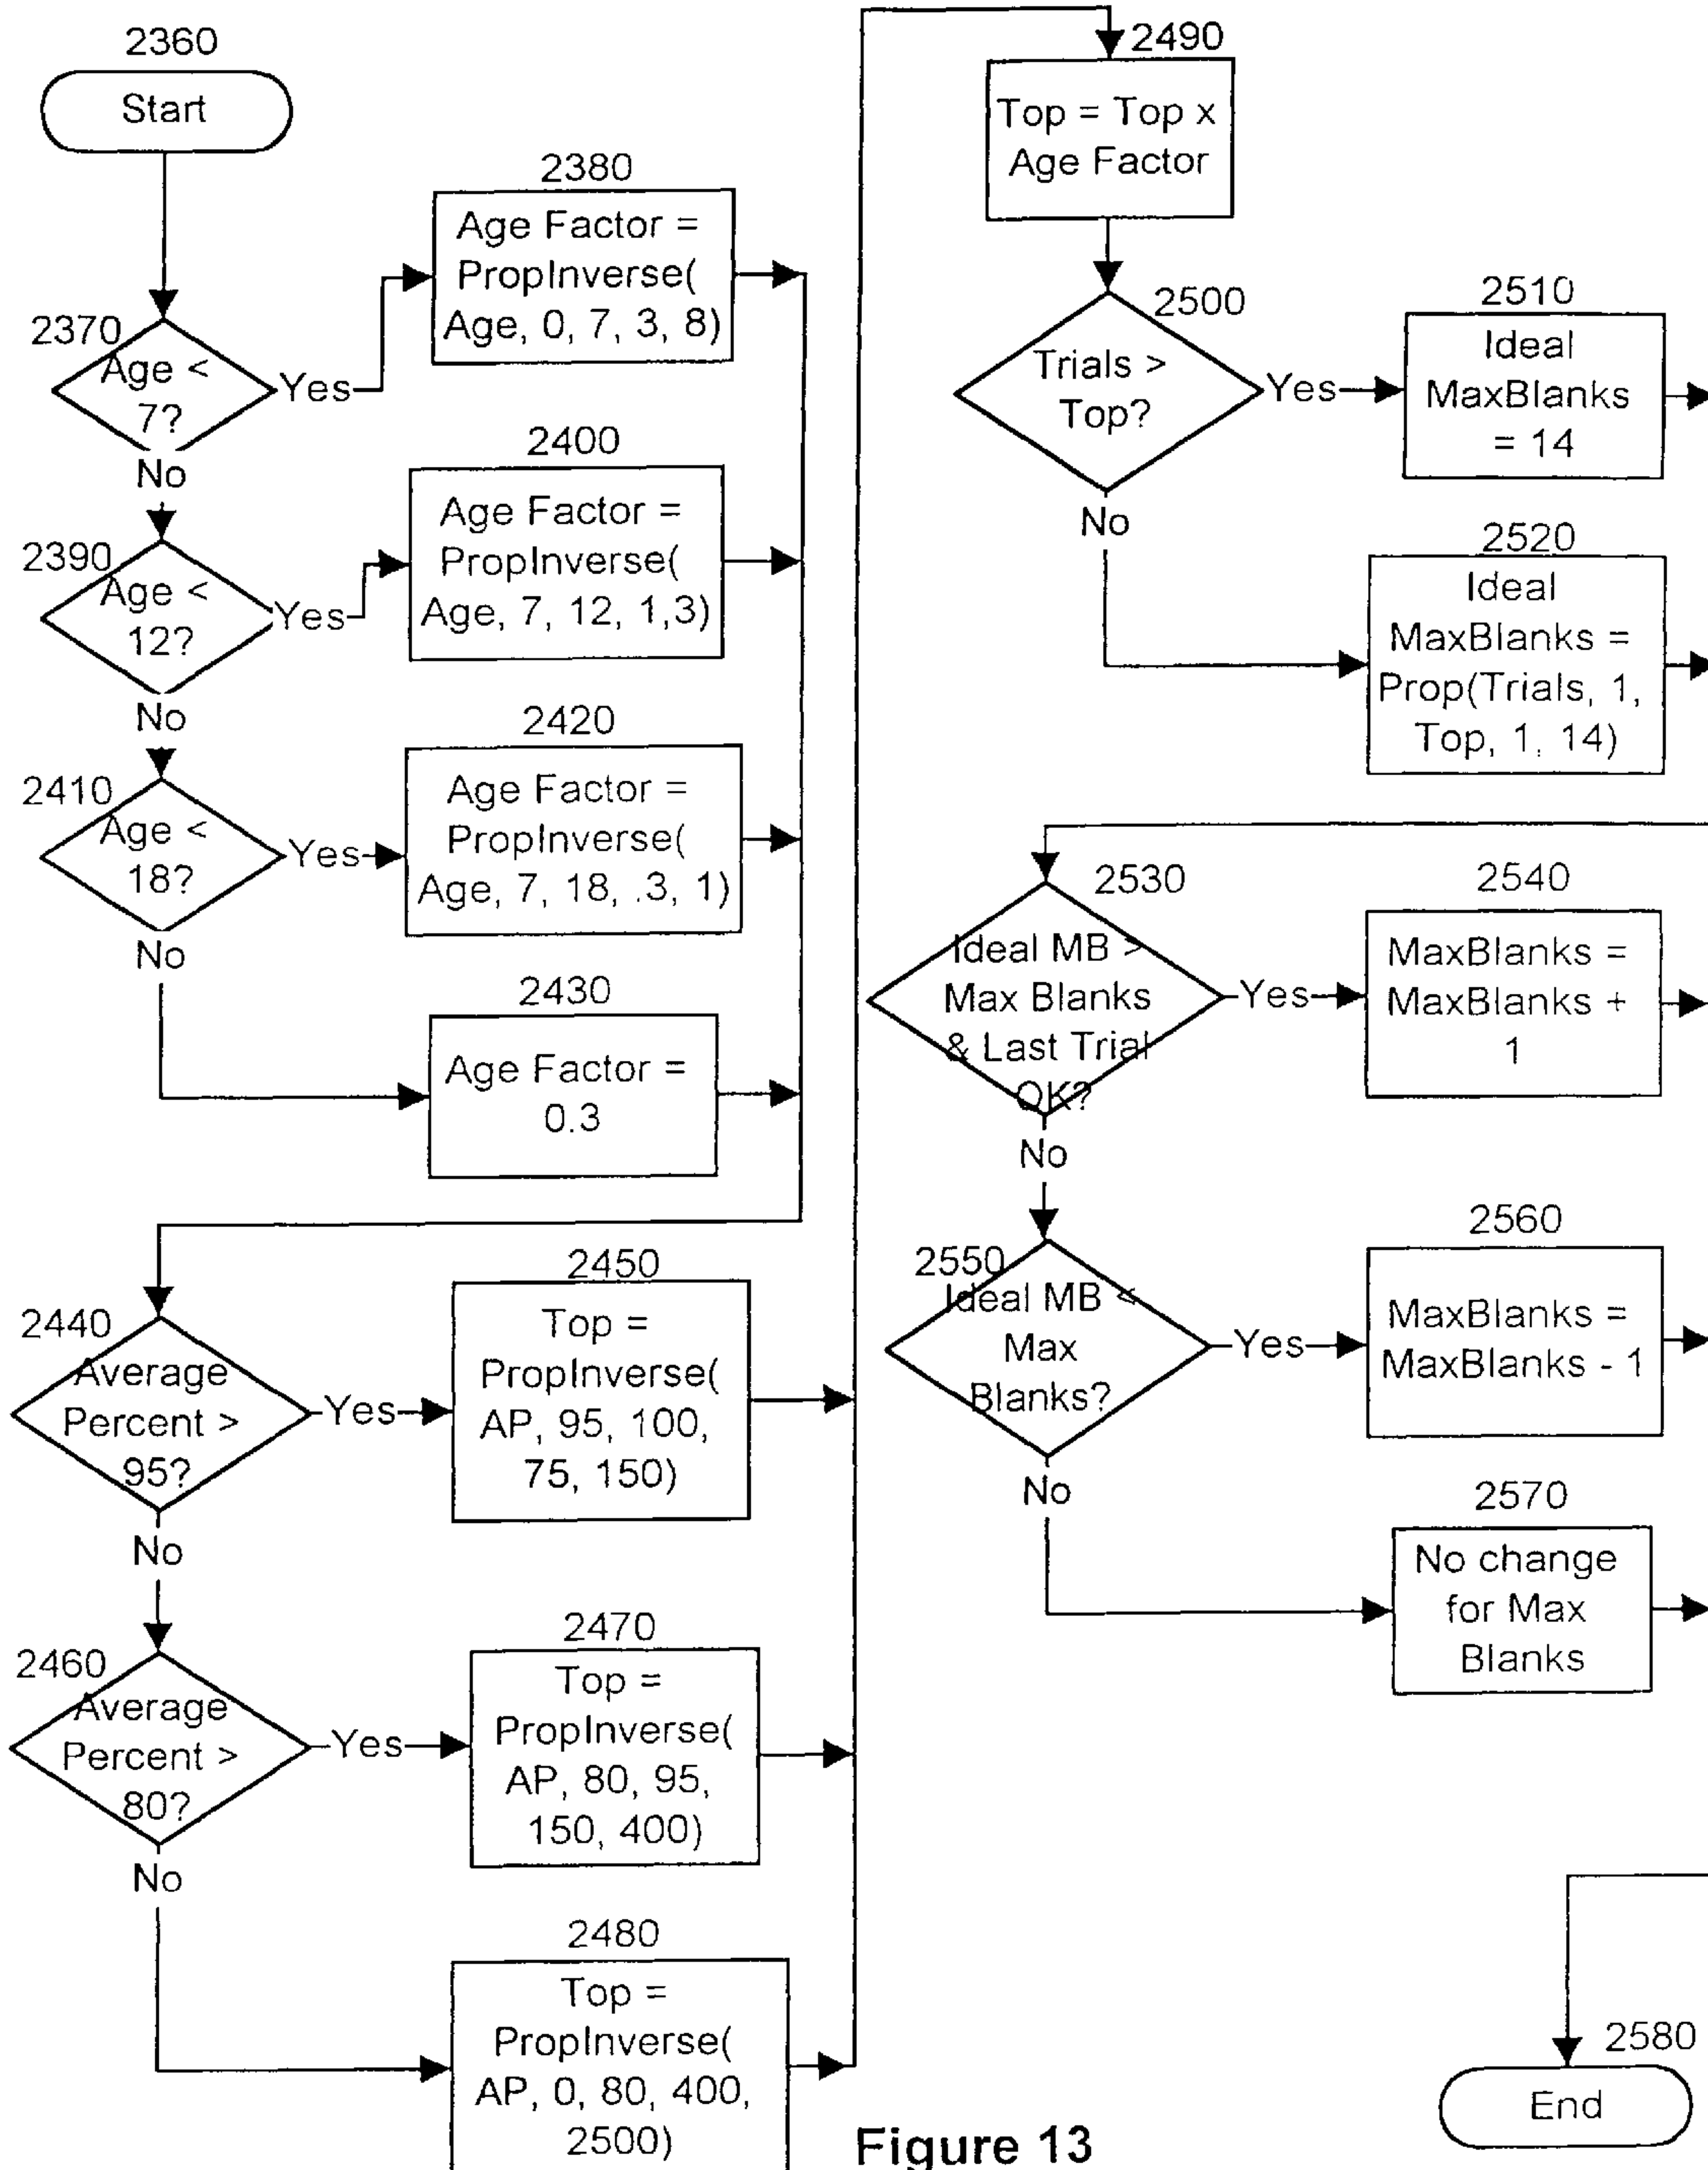 2360
Start
2370
Age <
7?
Yes
No
2380
Age Factor =
PropInverse(
Age, 0, 7, 3, 8)
2390
Age <
12?
Yes
No
2400
Age Factor =
PropInverse(
Age, 7, 12, 1,3)
2410
Age <
18?
Yes
No
2420
Age Factor =
PropInverse(
Age, 7, 18, .3, 1)
2430
Age Factor =
0.3
2440
Average
Percent >
95?
Yes
No
2450
Top =
PropInverse(
AP, 95, 100,
75, 150)
2460
Average
Percent >
80?
Yes
No
2470
Top =
PropInverse(
AP, 80, 95,
150, 400)
2480
Top =
PropInverse(
AP, 0, 80, 400,
2500)
2490
Top = Top x
Age Factor
2500
Trials >
Top?
Yes
No
2510
Ideal
MaxBlanks
= 14
2520
Ideal
MaxBlanks =
Prop(Trials, 1,
Top, 1, 14)
2530
Ideal MB >
Max Blanks
& Last Trial
OK?
Yes
No
2540
MaxBlanks =
MaxBlanks +
1
2550
Ideal MB <
Max
Blanks?
Yes
No
2560
MaxBlanks =
MaxBlanks - 1
2570
No change
for Max
Blanks
2580
End
Figure 13